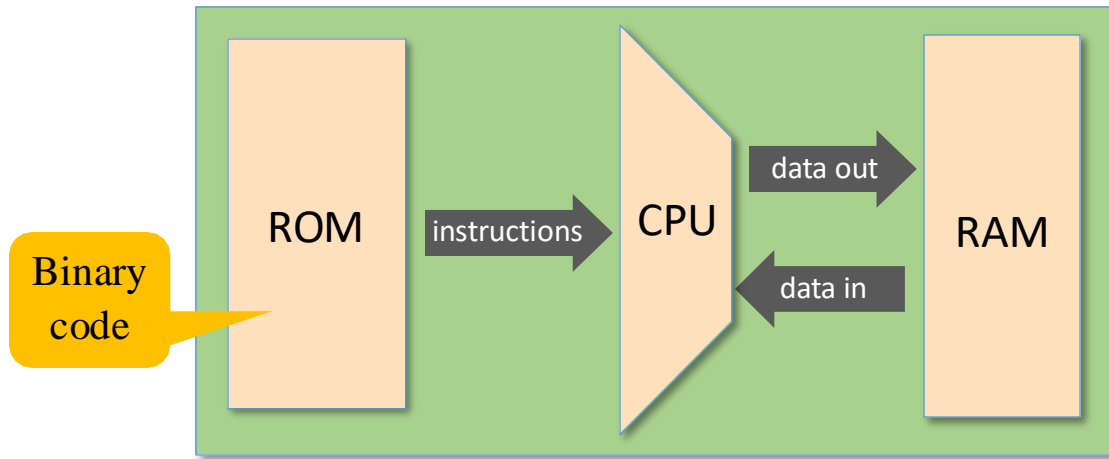 ROM
Binary
code
instructions
CPU
data out
data in
RAM